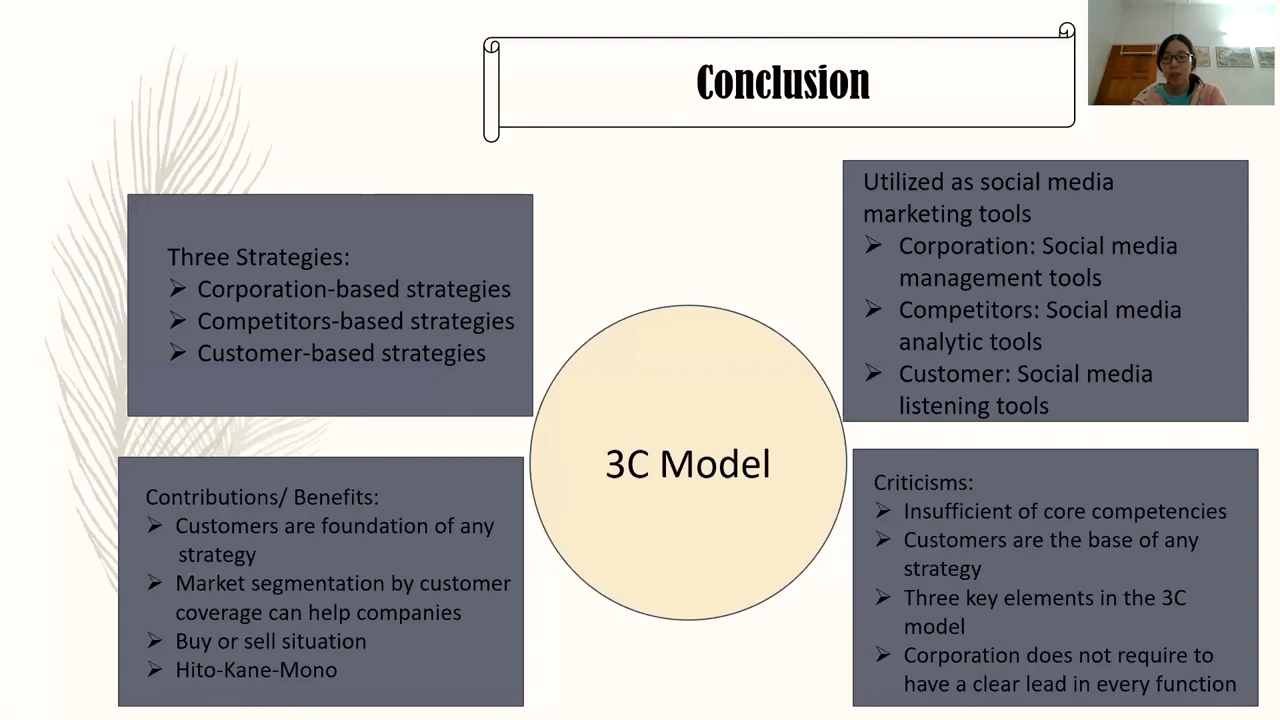 Conclusion
Three Strategies:
➢ Corporation-based strategies
➢ Competitors-based strategies
➢ Customer-based strategies
Utilized as social media
marketing tools
➢ Corporation: Social media
management tools
➢ Competitors: Social media
analytic tools
➢ Customer: Social media
listening tools
3C Model
Contributions/ Benefits:
➢ Customers are foundation of any
strategy
➢ Market segmentation by customer
coverage can help companies
➢ Buy or sell situation
➢ Hito-Kane-Mono
Criticisms:
➢ Insufficient of core competencies
➢ Customers are the base of any
strategy
➢ Three key elements in the 3C
model
➢ Corporation does not require to
have a clear lead in every function